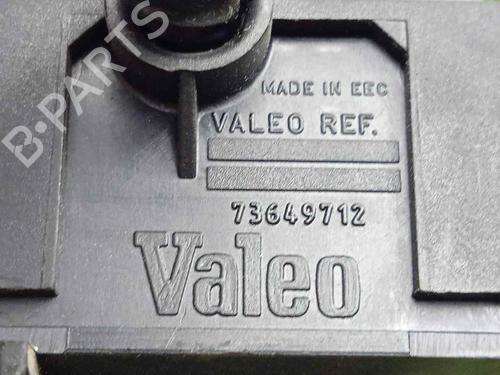 B-PARTS
MADE IN EEC
VALEO REF.
73649712
Valeo